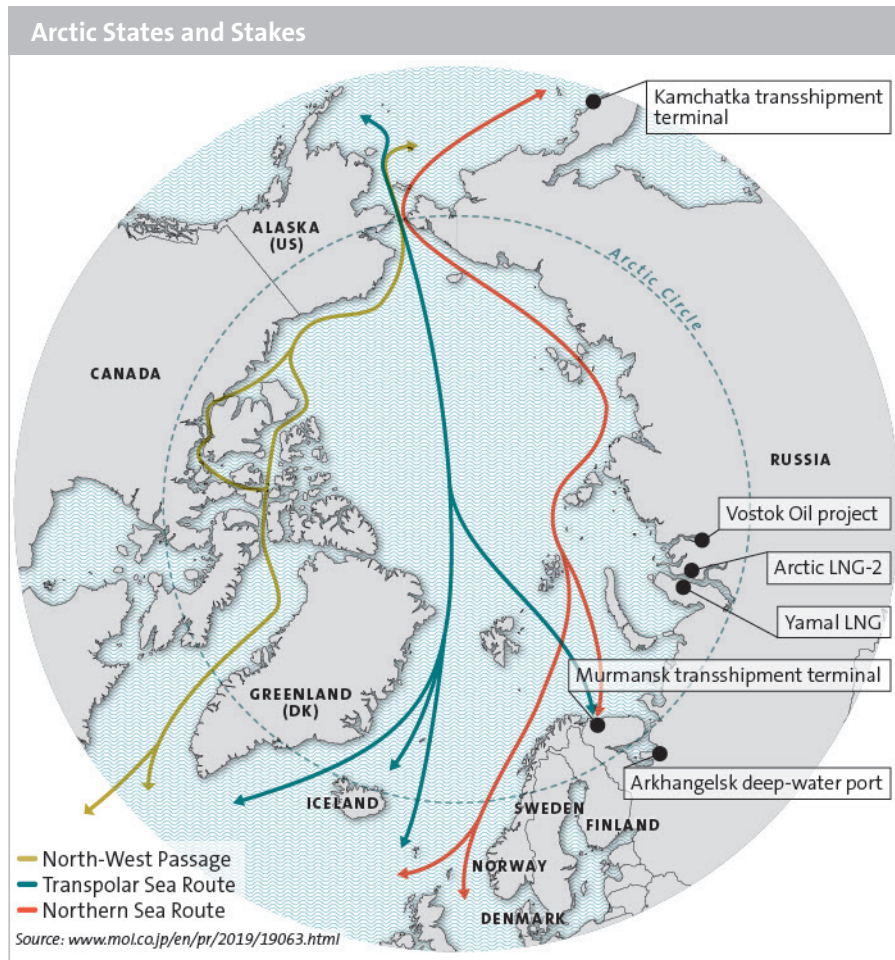 Arctic States and Stakes
Kamchatka transshipment
terminal
ALASKA
(US)
Arctic Circle
CANADA
RUSSIA
Vostok Oil project
Arctic LNG-2
Yamal LNG
Murmansk transshipment terminal
GREENLAND
(DK)
Arkhangelsk deep-water port
ICELAND
SWEDEN
FINLAND
NORWAY
DENMARK
North-West Passage
Transpolar Sea Route
Northern Sea Route
Source: www.mol.co.jp/en/pr/2019/19063.html